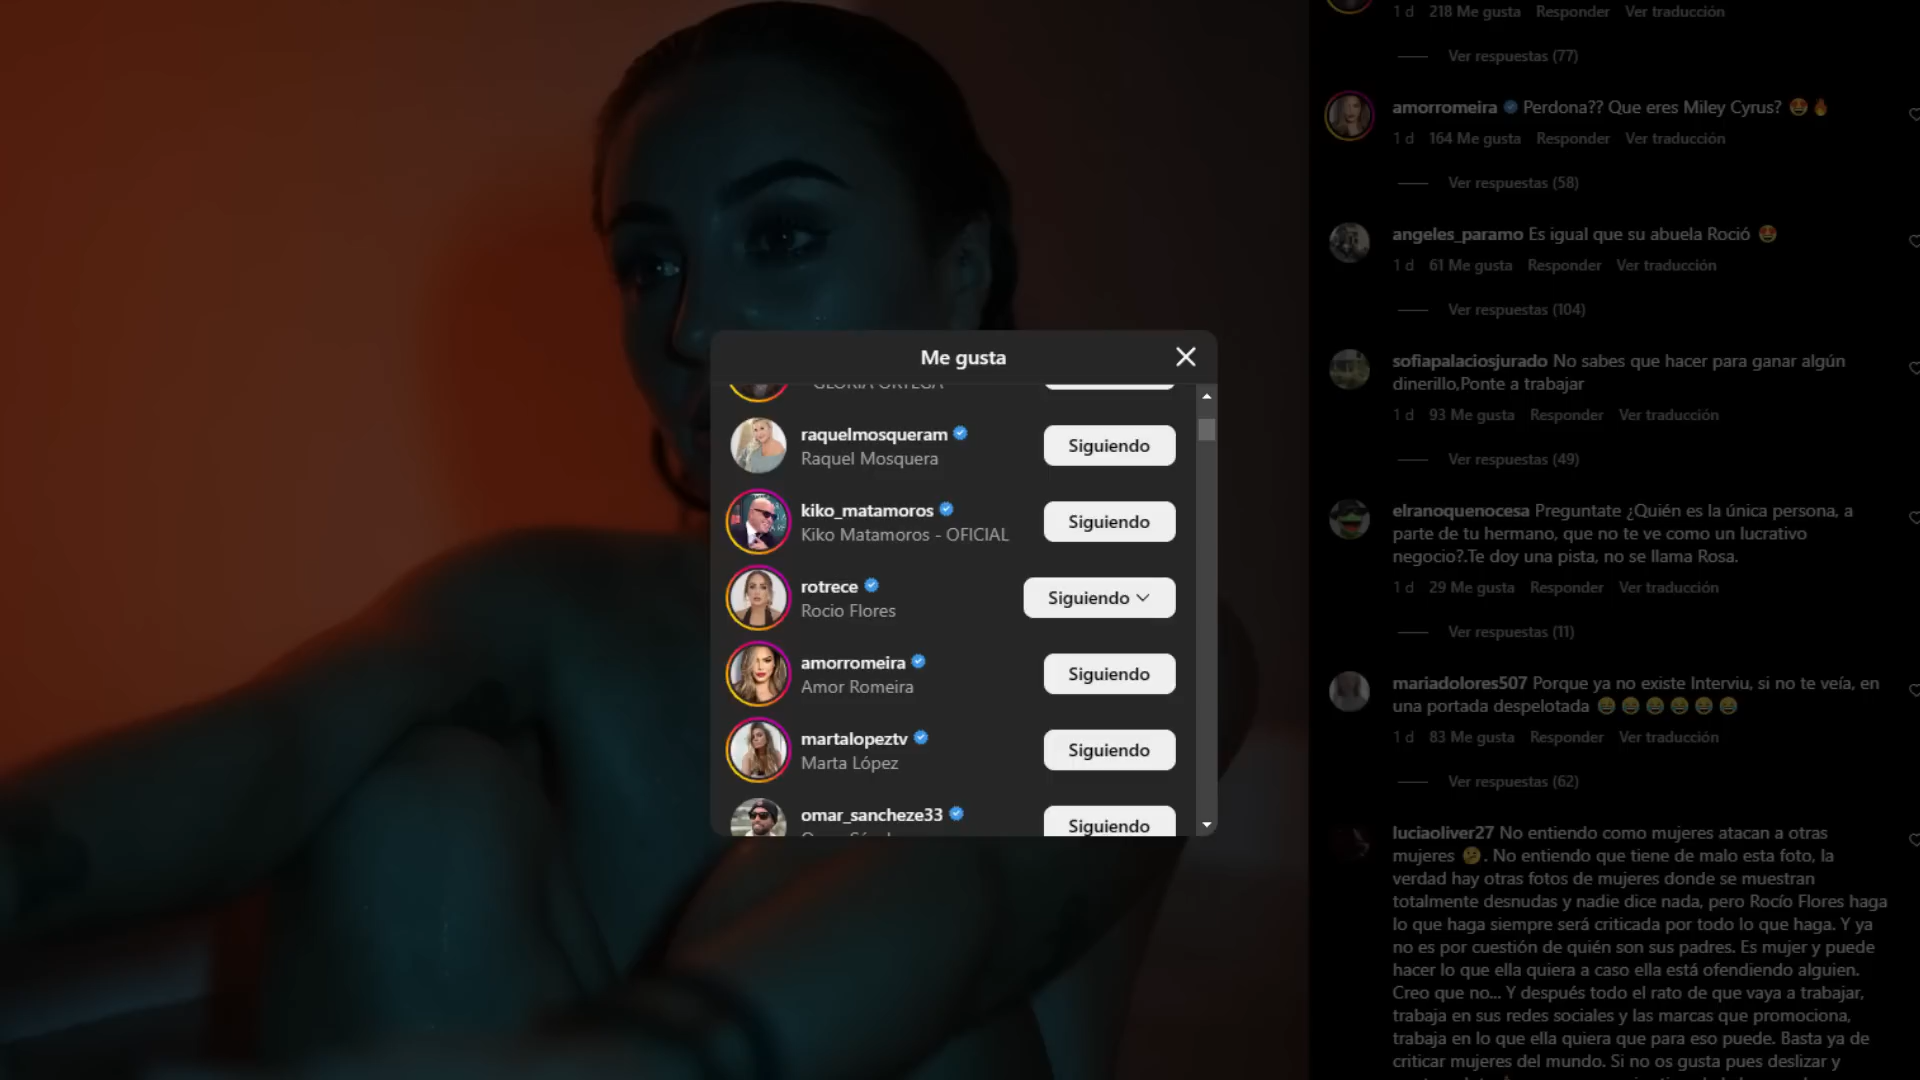 Me gusta
GLORIA ORTEGA
raquelmosqueram
Raquel Mosquera
Siguiendo
kiko_matamoros
Kiko Matamoros - OFICIAL
Siguiendo
rotrece
Rocio Flores
Siguiendo
amorromeira
Amor Romeira
Siguiendo
martalopeztv
Marta López
Siguiendo
omar_sancheze33
Siguiendo
1 d 218 Me gusta Responder Ver traducción
Ver respuestas (77)
amorromeira Perdona?? Que eres Miley Cyrus? 🤩🔥
1 d 164 Me gusta Responder Ver traducción
Ver respuestas (58)
angeles_paramo Es igual que su abuela Roció 🤩
1 d 61 Me gusta Responder Ver traducción
Ver respuestas (104)
sofiapalaciosjurado No sabes que hacer para ganar algún
dinerillo,Ponte a trabajar
1 d 93 Me gusta Responder Ver traducción
Ver respuestas (49)
elranoquenocesa Preguntate ¿Quién es la única persona, a
parte de tu hermano, que no te ve como un lucrativo
negocio?.Te doy una pista, no se llama Rosa.
1 d 29 Me gusta Responder Ver traducción
Ver respuestas (11)
mariadolores507 Porque ya no existe Interviu, si no te veía, en
una portada despelotada 😂😂😂😂😂😂
1 d 83 Me gusta Responder Ver traducción
Ver respuestas (62)
luciaoliver27 No entiendo como mujeres atacan a otras
mujeres 🤔. No entiendo que tiene de malo esta foto, la
verdad hay otras fotos de mujeres donde se muestran
totalmente desnudas y nadie dice nada, pero Rocío Flores haga
lo que haga siempre será criticada por todo lo que haga. Y ya
no es por cuestión de quién son sus padres. Es mujer y puede
hacer lo que ella quiera a caso ella está ofendiendo alguien.
Creo que no... Y después todo el rato de que vaya a trabajar,
trabaja en sus redes sociales y las marcas que promociona,
trabaja en lo que ella quiera que para eso puede. Basta ya de
criticar mujeres del mundo. Si no os gusta pues deslizar y